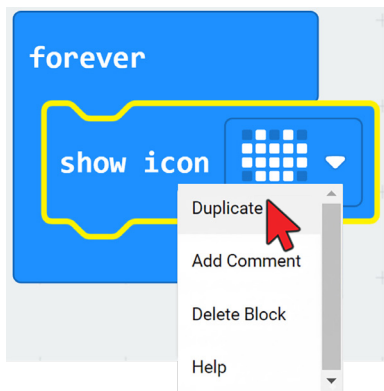 forever
show icon
Duplicate
Add Comment
Delete Block
Help